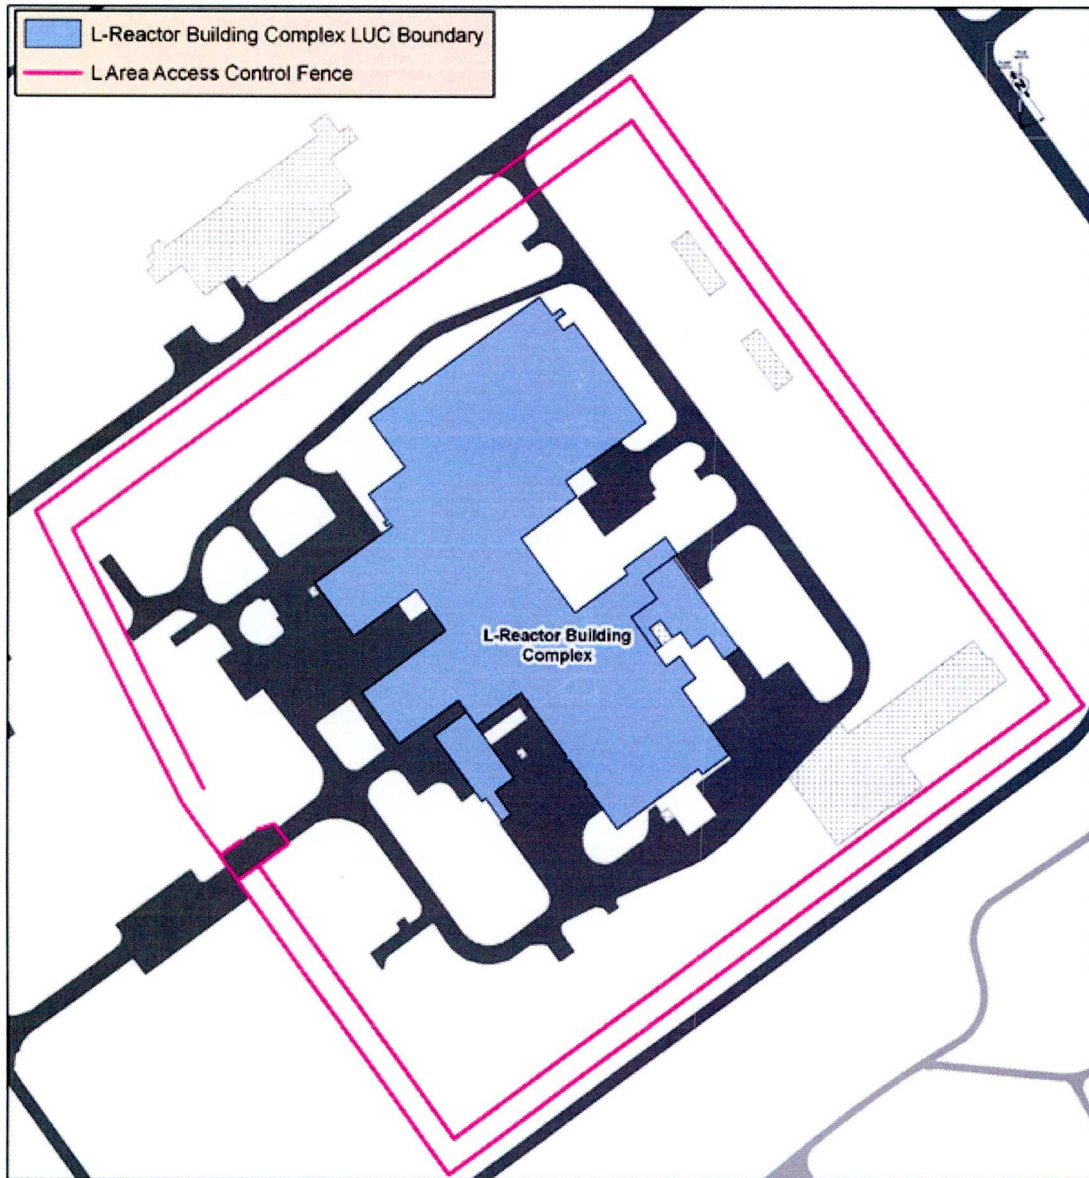 L-Reactor Building Complex LUC Boundary
L Area Access Control Fence
L-Reactor Building
Complex